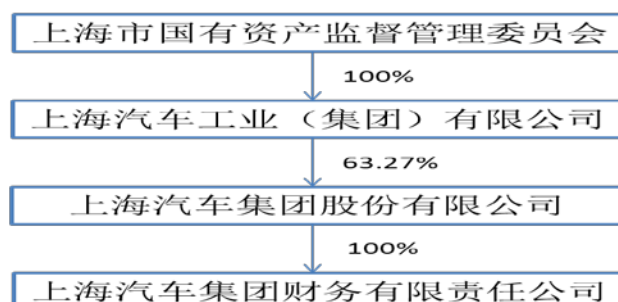 上海市国有资产监督管理委员会
100%
上海汽车工业（集团）有限公司
63.27%
上海汽车集团股份有限公司
100%
上海汽车集团财务有限责任公司